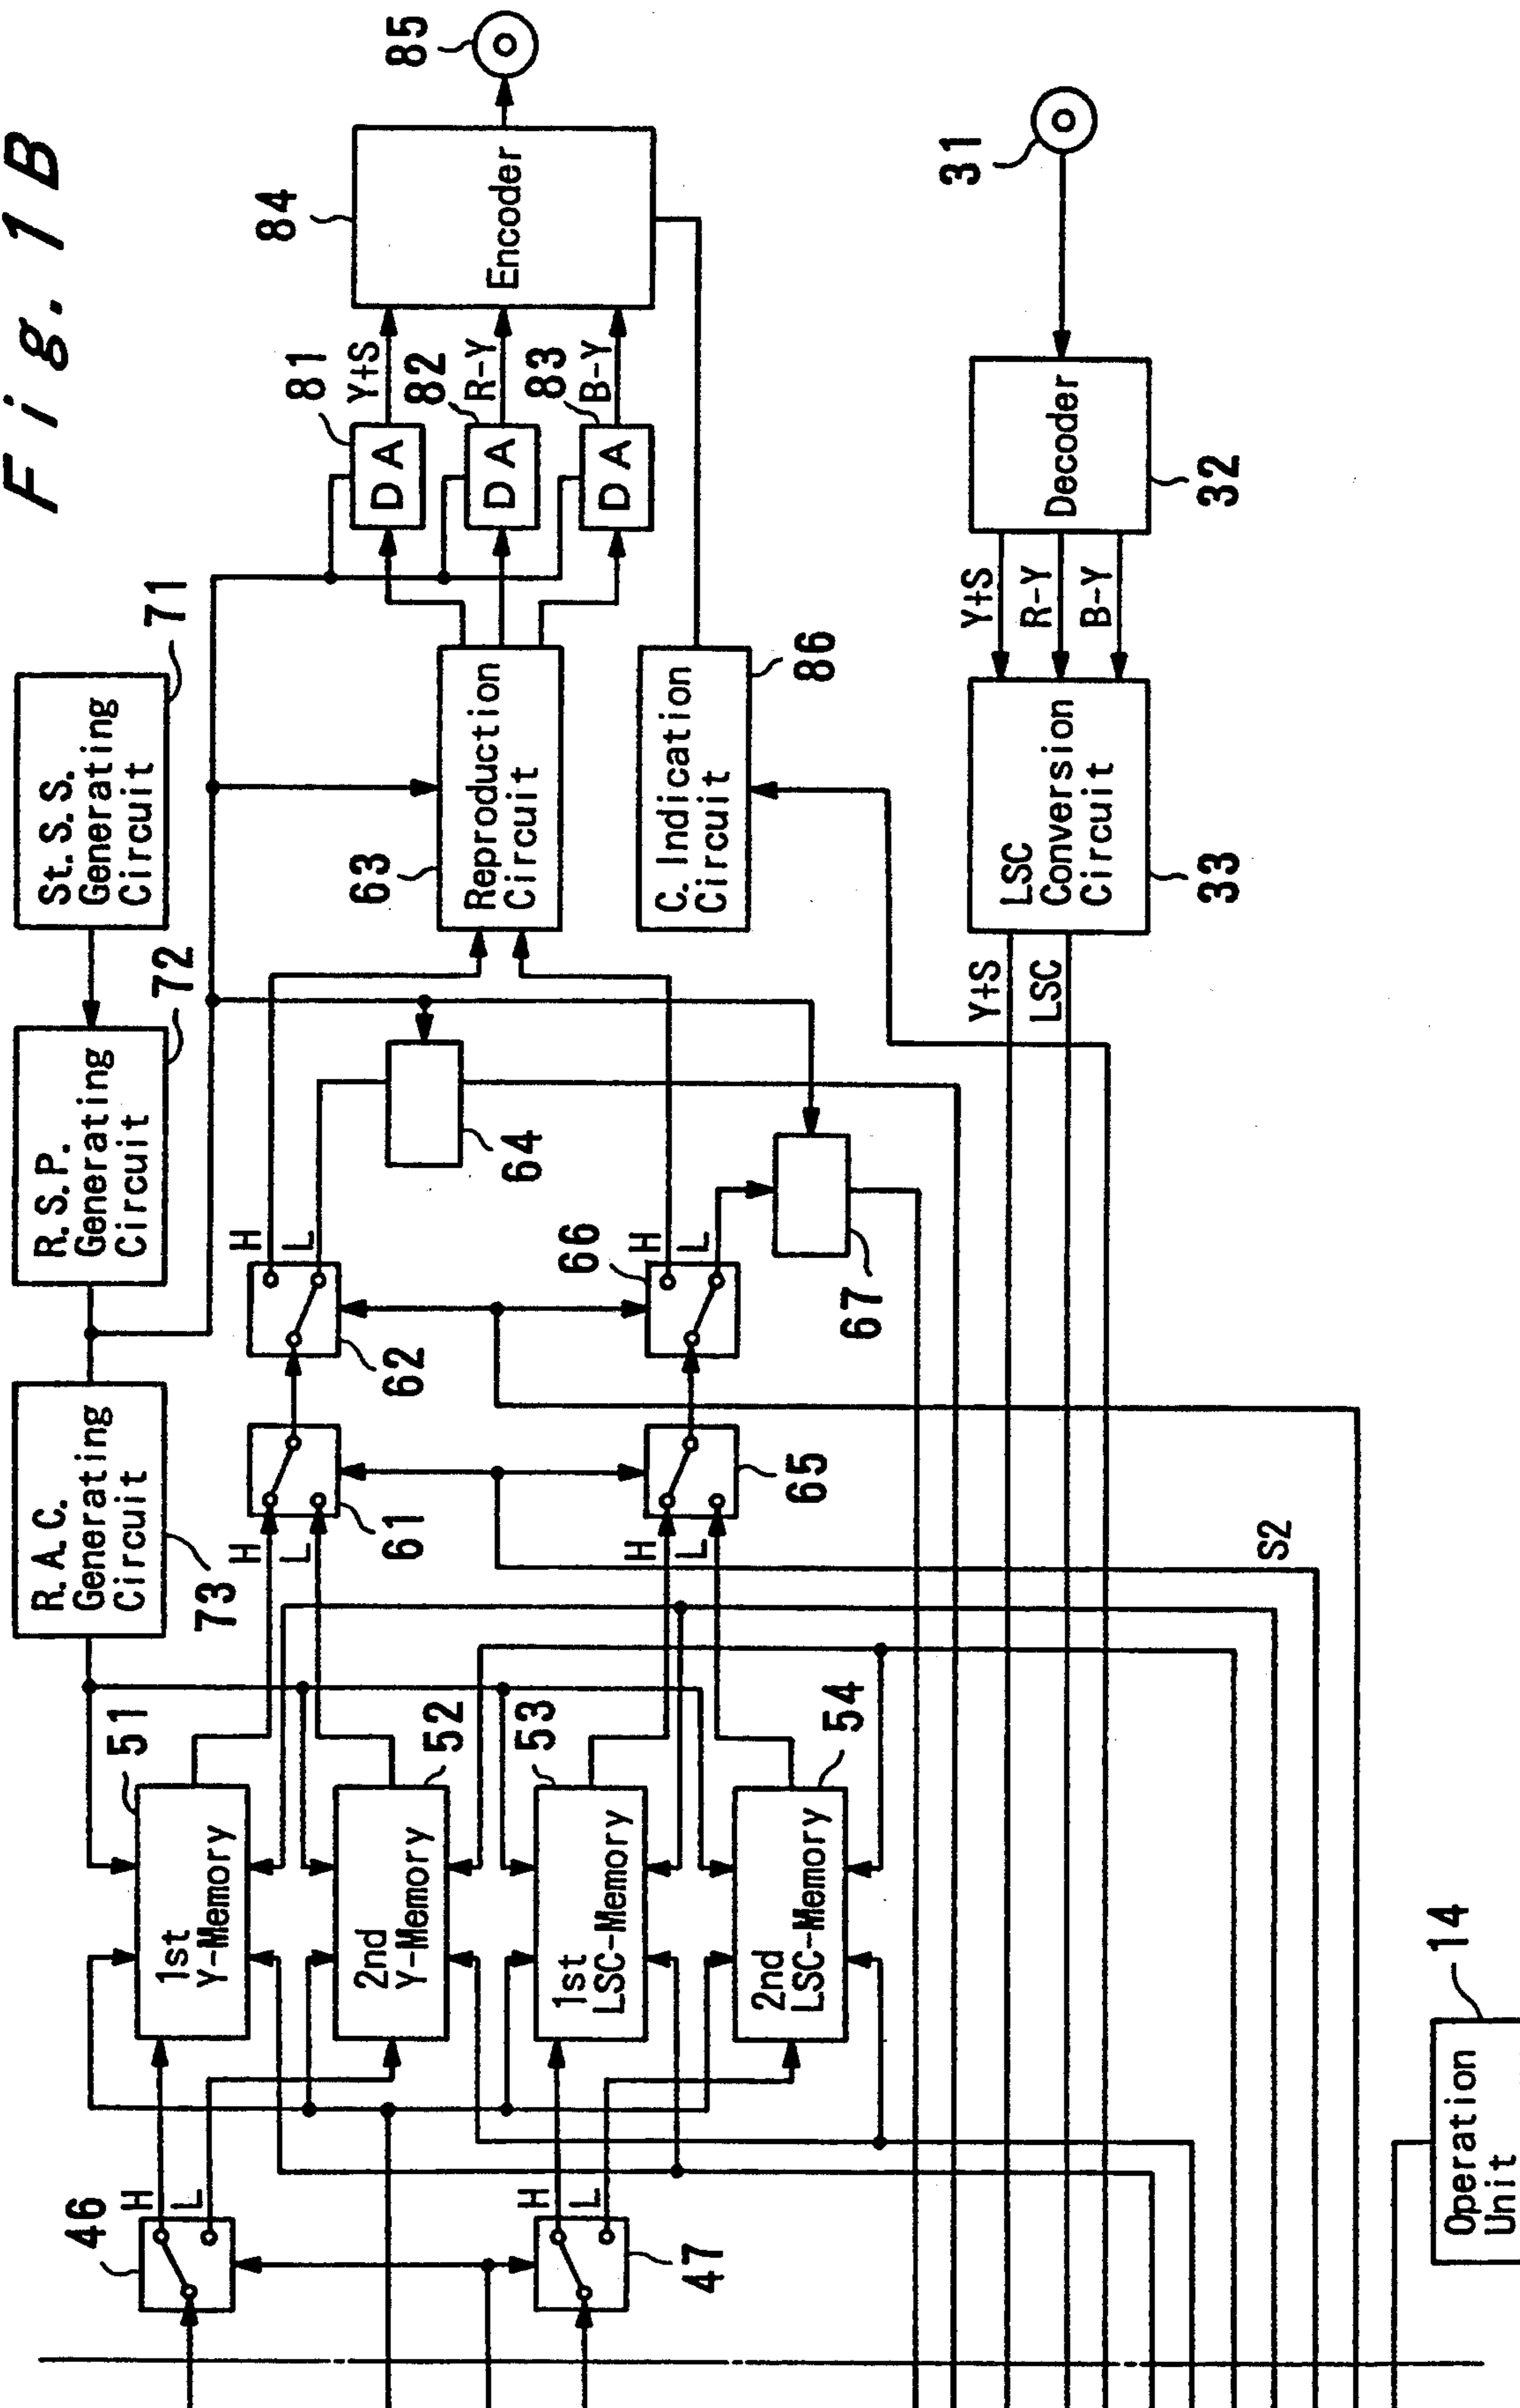 Fig. 1B
R. A. C.
Generating
Circuit
73
R. S. P.
Generating
Circuit
72
St. S. S.
Generating
Circuit
71
46
H
L
47
H
L
1st
Y-Memory
51
2nd
Y-Memory
52
1st
LSC-Memory
53
2nd
LSC-Memory
54
H
L
61
H
L
62
H
L
65
H
L
66
64
67
63
Reproduction
Circuit
C. Indication
Circuit
86
D A
81
Y+S
D A
82
R-Y
D A
83
B-Y
84
Encoder
85
31
Decoder
32
Y+S
R-Y
B-Y
LSC
Conversion
Circuit
33
Y+S
LSC
S2
Operation
Unit
14